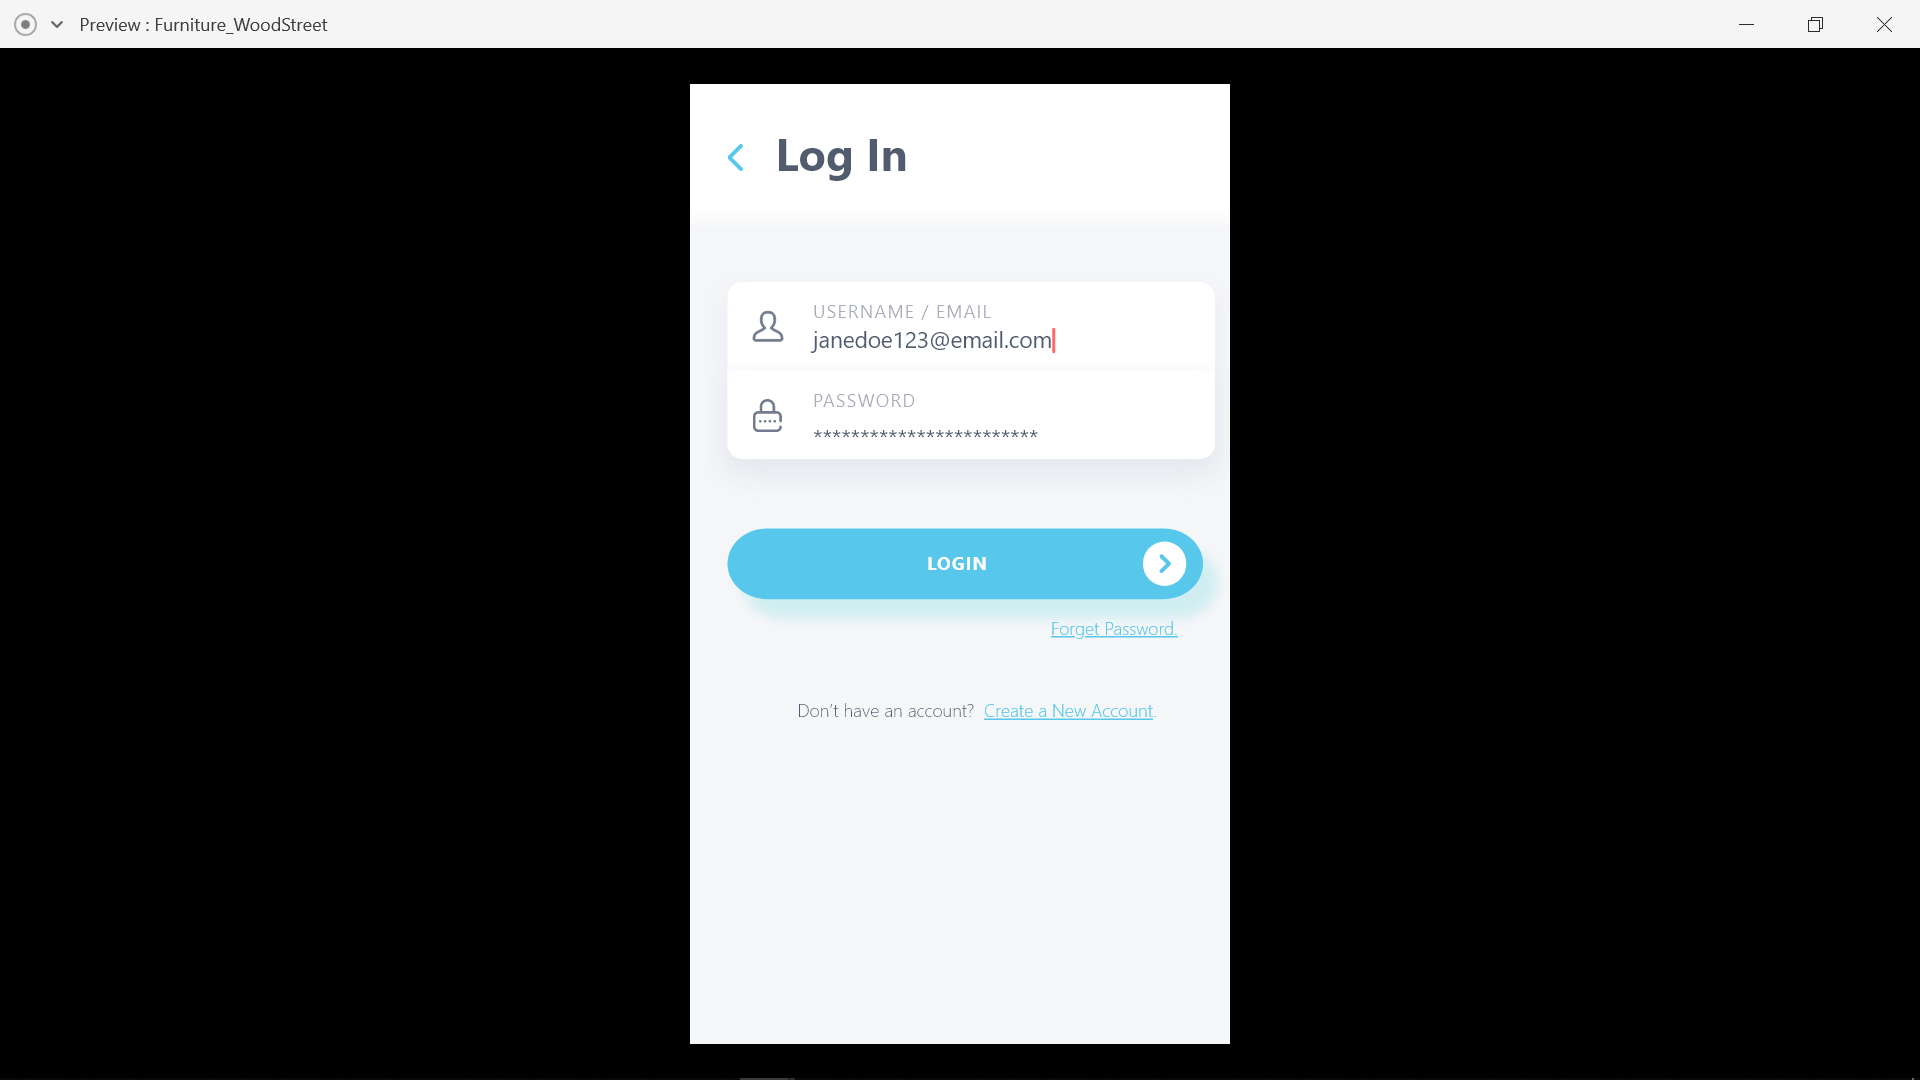 Preview : Furniture_WoodStreet
Log In
USERNAME / EMAIL
janedoe123@email.com
PASSWORD
************************
LOGIN
Forget Password.
Don't have an account? Create a New Account.